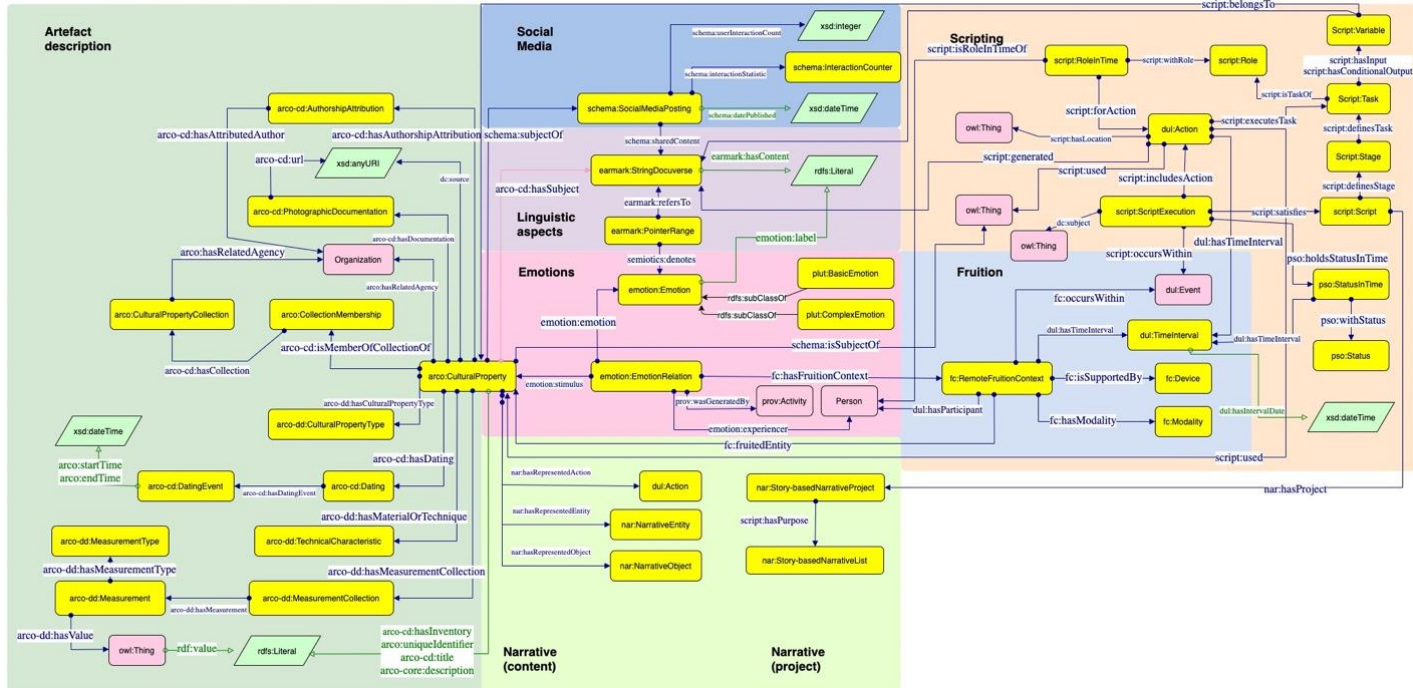 Artefact
description
arco-cd:AuthorshipAttribution
arco-cd:hasAttributedAuthor
arco-cd:hasAuthorshipAttribution
arco-cd:url
xsd:anyURI
dc:source
arco-cd:PhotographicDocumentation
arco-cd:hasDocumentation
arco:hasRelatedAgency
Organization
arco:hasRelatedAgency
arco:CulturalPropertyCollection
arco:CollectionMembership
arco-cd:isMemberOfCollectionOf
arco-cd:hasCollection
arco:CulturalProperty
arco-dd:hasCulturalPropertyType
arco-dd:CulturalPropertyType
xsd:dateTime
arco:startTime
arco:endTime
arco-cd:hasDating
arco-cd:DatingEvent
arco-cd:hasDatingEvent
arco-cd:Dating
arco-dd:hasMaterialOrTechnique
arco-dd:MeasurementType
arco-dd:TechnicalCharacteristic
arco-dd:hasMeasurementType
arco-dd:hasMeasurementCollection
arco-dd:Measurement
arco-dd:hasMeasurement
arco-dd:MeasurementCollection
arco-dd:hasValue
owl:Thing
rdf:value
rdfs:Literal
arco-cd:hasInventory
arco:uniqueIdentifier
arco-cd:title
arco-core:description
Social
Media
schema:userInteractionCount
xsd:integer
schema:interactionStatistic
schema:InteractionCounter
schema:SocialMediaPosting
schema:datePublished
xsd:dateTime
schema:subjectOf
schema:sharedContent
earmark:StringDocuverse
earmark:hasContent
rdfs:Literal
arco-cd:hasSubject
earmark:refersTo
Linguistic
aspects
earmark:PointerRange
emotion:label
semiotics:denotes
Emotions
emotion:Emotion
plut:BasicEmotion
rdfs:subClassOf
rdfs:subClassOf
plut:ComplexEmotion
emotion:emotion
schema:isSubjectOf
emotion:stimulus
emotion:EmotionRelation
fc:hasFruitionContext
prov:wasGeneratedBy
prov:Activity
Person
dul:hasParticipant
emotion:experiencer
fc:fruitedEntity
nar:hasRepresentedAction
dul:Action
nar:hasRepresentedEntity
nar:NarrativeEntity
nar:hasRepresentedObject
nar:NarrativeObject
nar:Story-basedNarrativeProject
script:hasPurpose
nar:Story-basedNarrativeList
Narrative
(content)
Narrative
(project)
Scripting
script:belongsTo
script:isRoleInTimeOf
script:RoleInTime
script:withRole
script:Role
Script:Variable
script:hasInput
script:hasConditionalOutput
script:isTaskOf
Script:Task
script:forAction
owl:Thing
script:hasLocation
dul:Action
script:executesTask
script:definesTask
script:generated
script:used
Script:Stage
script:includesAction
script:definesStage
owl:Thing
dc:subject
script:ScriptExecution
script:satisfies
script:Script
owl:Thing
dul:hasTimeInterval
script:occursWithin
pso:holdsStatusInTime
Fruition
fc:occursWithin
dul:Event
pso:StatusInTime
dul:hasTimeInterval
dul:TimeInterval
dul:hasTimeInterval
pso:withStatus
pso:Status
fc:RemoteFruitionContext
fc:isSupportedBy
fc:Device
fc:hasModality
fc:Modality
dul:hasIntervalDate
xsd:dateTime
script:used
nar:hasProject